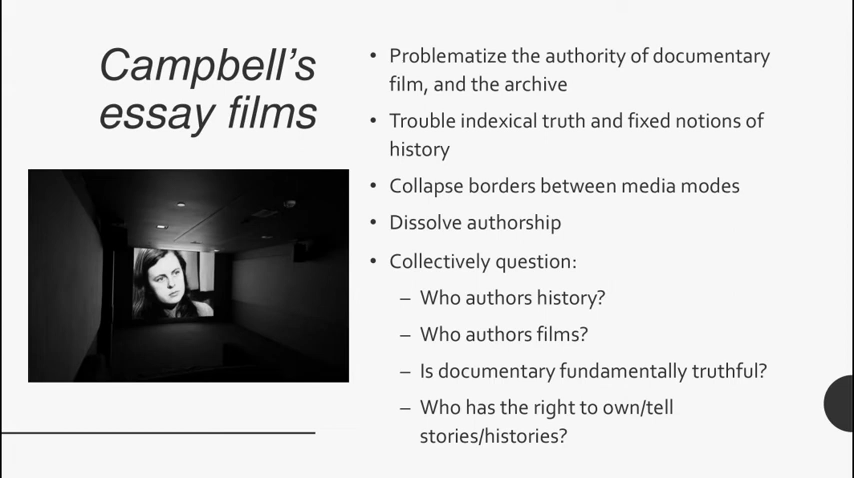 Campbell’s
essay films
• Problematize the authority of documentary
film, and the archive
• Trouble indexical truth and fixed notions of
history
• Collapse borders between media modes
• Dissolve authorship
• Collectively question:
– Who authors history?
– Who authors films?
– Is documentary fundamentally truthful?
– Who has the right to own/tell
stories/histories?